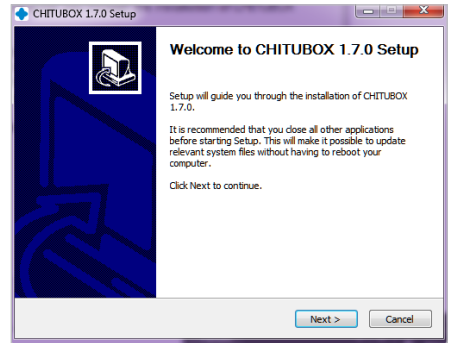 CHITUBOX 1.7.0 Setup
Welcome to CHITUBOX 1.7.0 Setup
Setup will guide you through the installation of CHITUBOX
1.7.0.
It is recommended that you close all other applications
before starting Setup. This will make it possible to update
relevant system files without having to reboot your
computer.
Click Next to continue.
Next >
Cancel